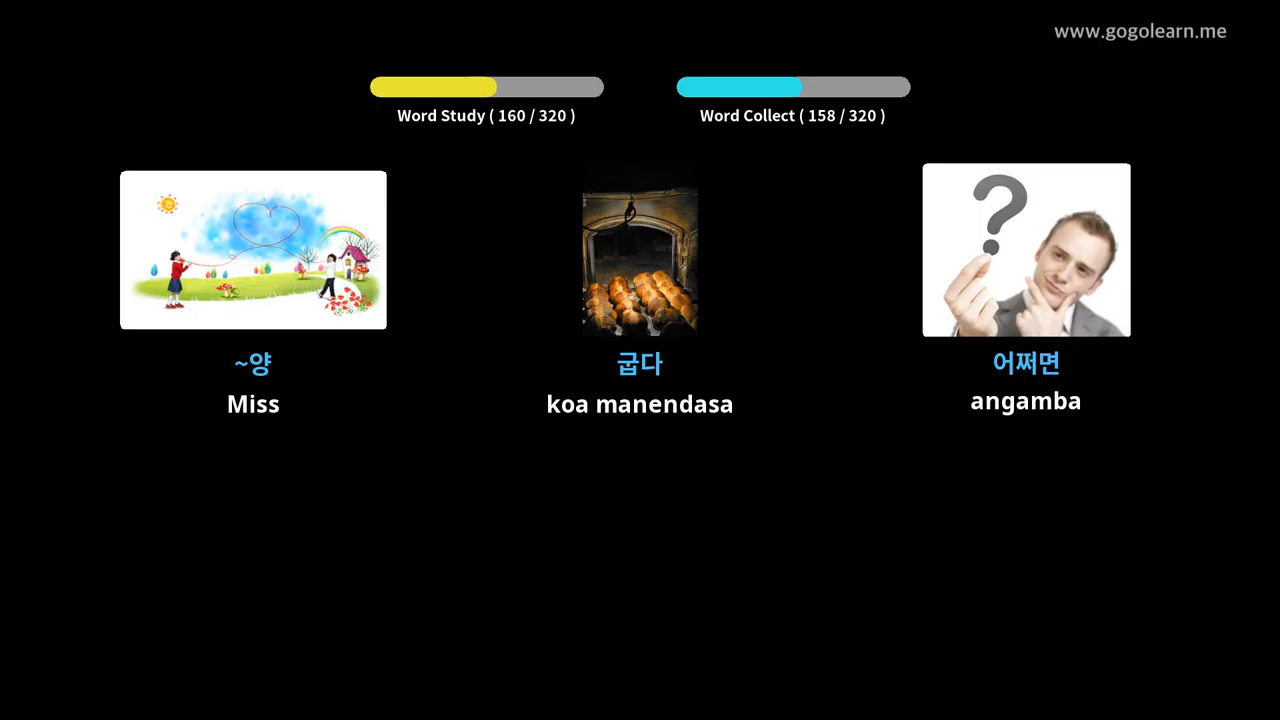 www.gogolearn.me
Word Study ( 160 / 320 )
Word Collect ( 158 / 320 )
~양
Miss
굽다
koa manendasa
어쩌면
angamba